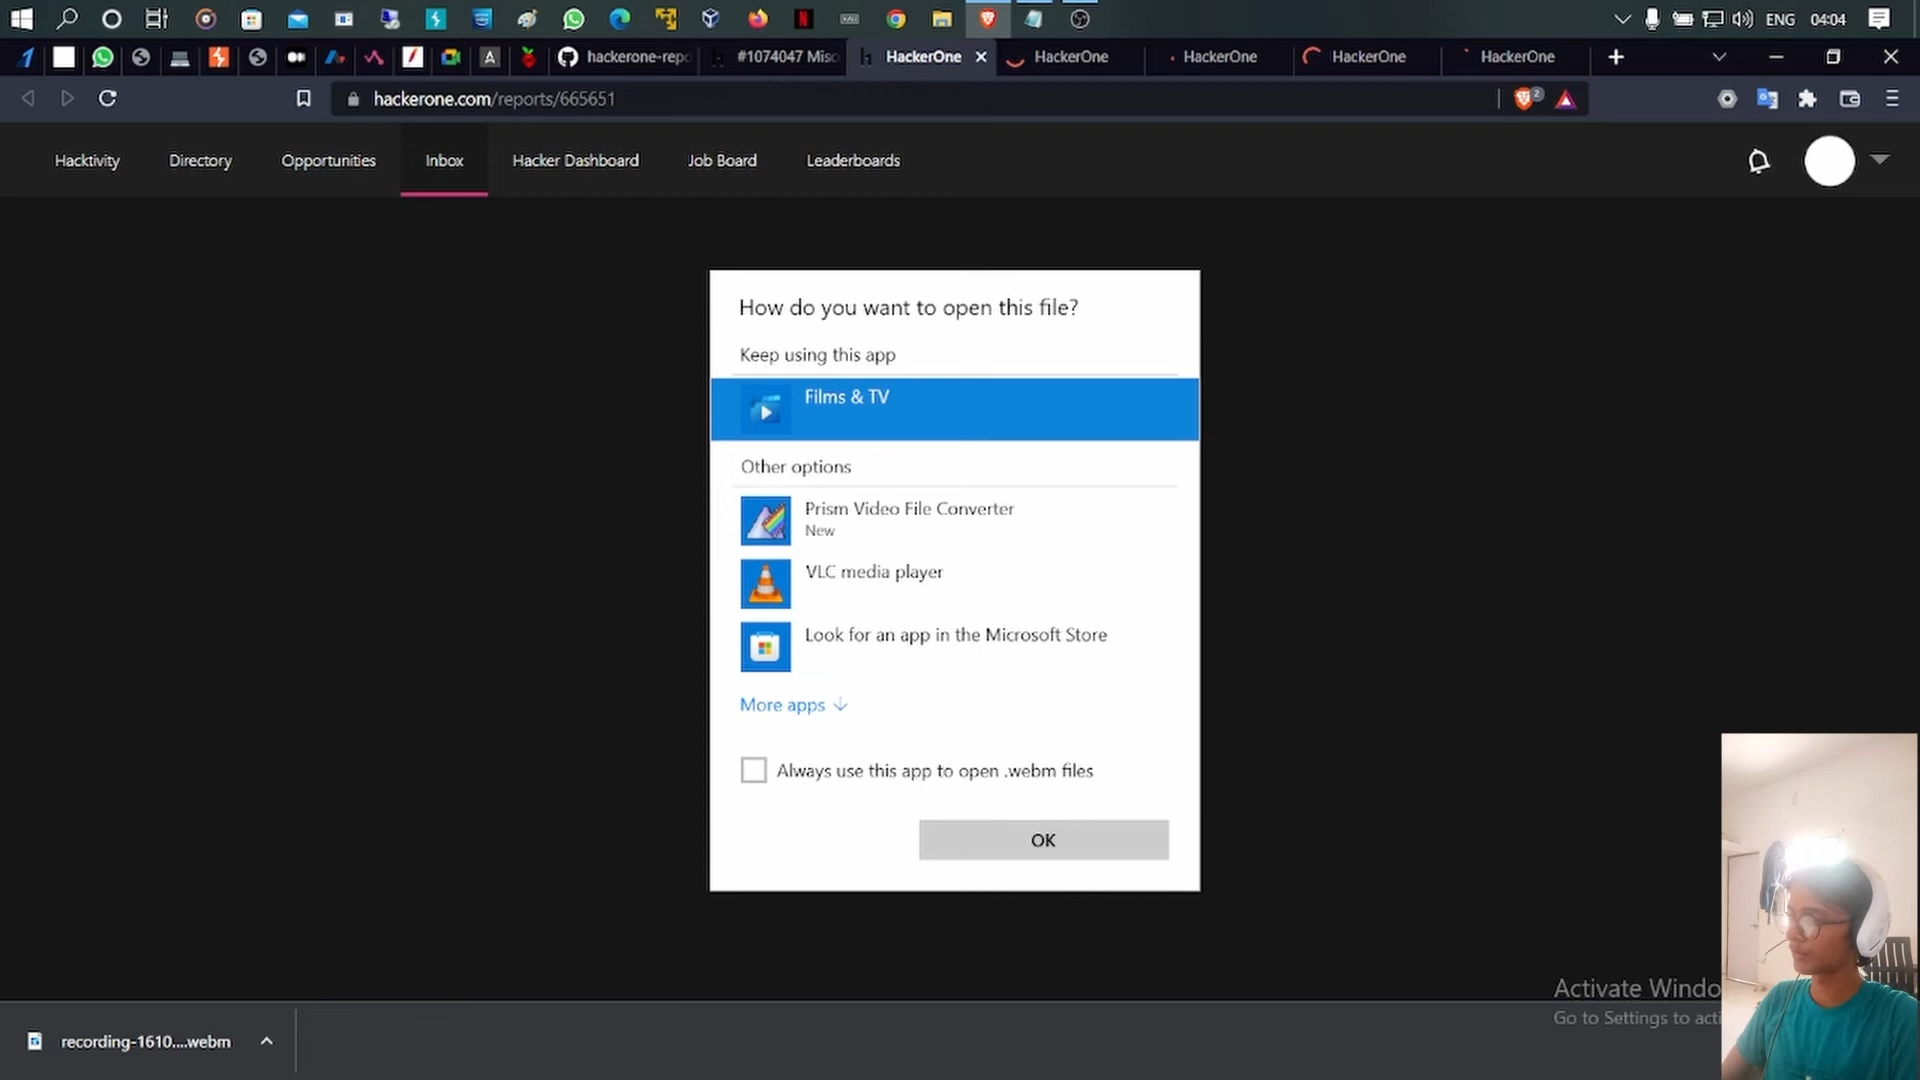 ENG
04:04
hackerone-repo
#1074047 Misc
HackerOne
HackerOne
HackerOne
HackerOne
HackerOne
hackerone.com/reports/665651
2
Hacktivity
Directory
Opportunities
Inbox
Hacker Dashboard
Job Board
Leaderboards
How do you want to open this file?
Keep using this app
Films & TV
Other options
Prism Video File Converter
New
VLC media player
Look for an app in the Microsoft Store
More apps
Always use this app to open .webm files
OK
Activate Windo
Go to Settings to acti
recording-1610....webm